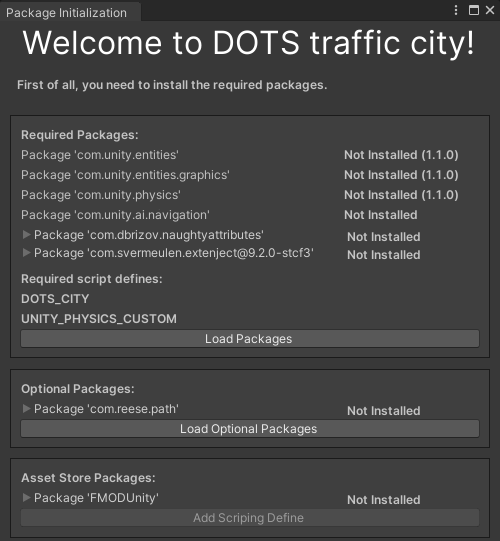 Package Initialization
Welcome to DOTS traffic city!
First of all, you need to install the required packages.
Required Packages:
Package 'com.unity.entities' Not Installed (1.1.0)
Package 'com.unity.entities.graphics' Not Installed (1.1.0)
Package 'com.unity.physics' Not Installed (1.1.0)
Package 'com.unity.ai.navigation' Not Installed
Package 'com.dbrizov.naughtyattributes' Not Installed
Package 'com.svermeulen.extenject@9.2.0-stcf3' Not Installed
Required script defines:
DOTS_CITY
UNITY_PHYSICS_CUSTOM
Load Packages
Optional Packages:
Package 'com.reese.path' Not Installed
Load Optional Packages
Asset Store Packages:
Package 'FMODUnity' Not Installed
Add Scriping Define